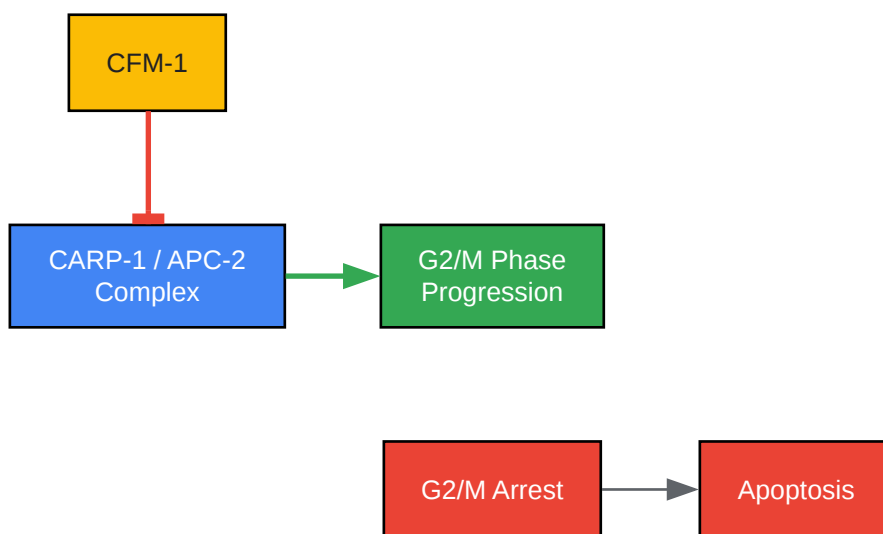 CFM-1
CARP-1 / APC-2
Complex
G2/M Phase
Progression
G2/M Arrest
Apoptosis